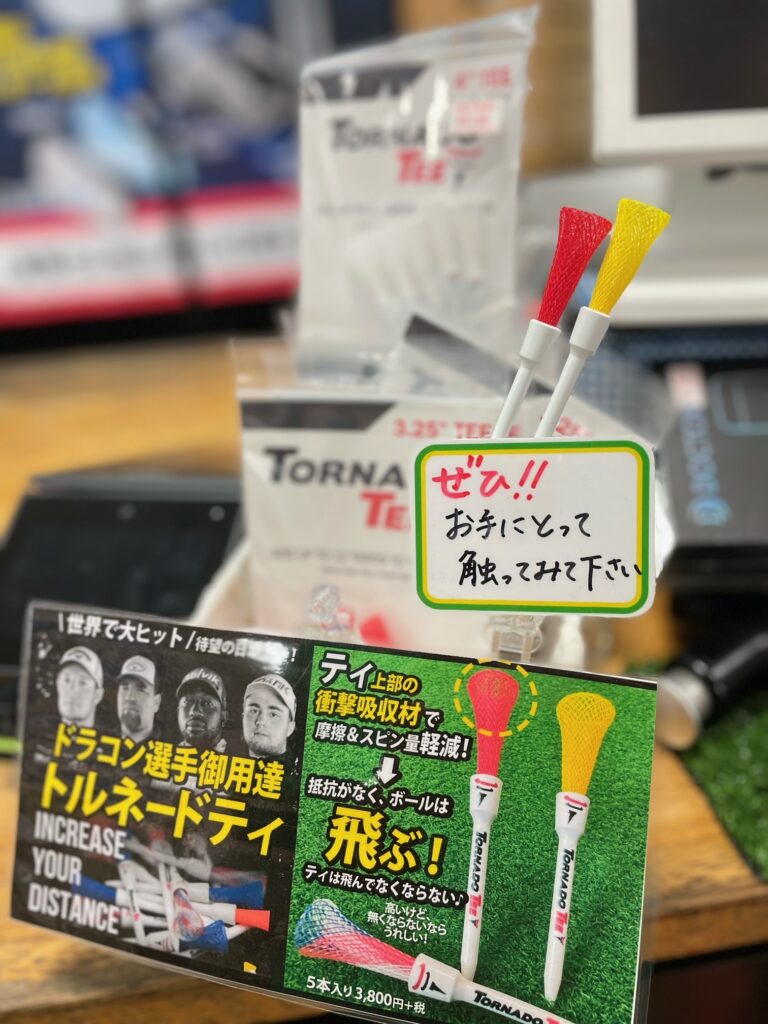 TORNADO
TEE
3.25" TEE
TORNA
TEE
ぜひ!!
お手にとって
触ってみて下さい
\世界で大ヒット/待望の日
ドラコン選手御用達
トルネードティ
INCREASE
YOUR
DISTANCE
ティ上部の
衝撃吸収材で
摩擦&スピン量軽減!
抵抗がなく、ボールは
飛ぶ!
ティは飛んでなくならない♪
高いけど、
無くならないなら
うれしい!
5本入り3,800円+税
TORNADO TEE
TORNADO TEE
TORNADO TE